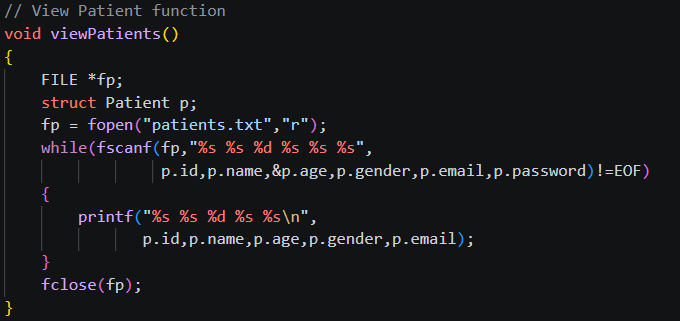 // View Patient function
void viewPatients()
{
    FILE *fp;
    struct Patient p;
    fp = fopen("patients.txt","r");
    while(fscanf(fp,"%s %s %d %s %s %s",
                p.id,p.name,&p.age,p.gender,p.email,p.password)!=EOF)
    {
        printf("%s %s %d %s %s\n",
              p.id,p.name,p.age,p.gender,p.email);
    }
    fclose(fp);
}